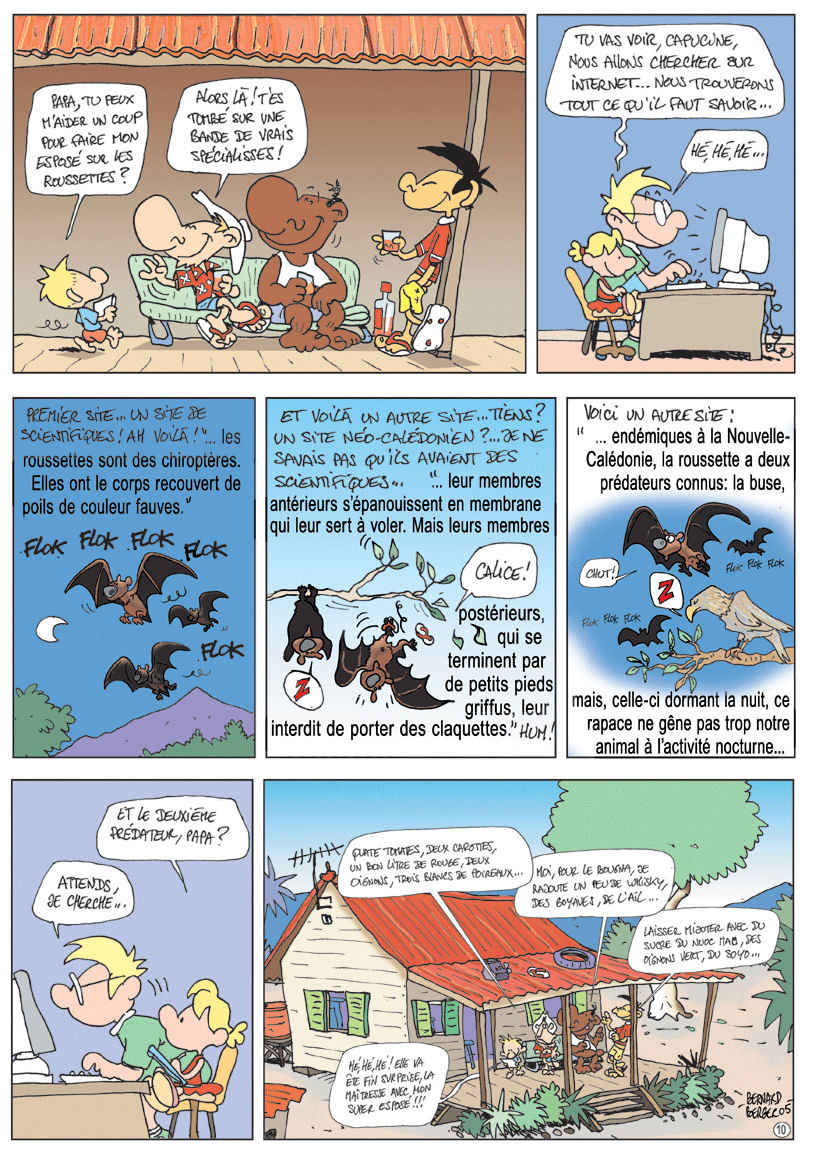 PAPA, TU PEUX
M'AIDER UN COUP
POUR FAIRE MON
EXPOSÉ SUR LES
ROUSSETTES ?
ALORS LÀ ! T'ES
TOMBÉ SUR UNE
BANDE DE VRAIS
SPÉCIALISSES !
TU VAS VOIR, CAPUCINE,
NOUS ALLONS CHERCHER SUR
INTERNET... NOUS TROUVERONS
TOUT CE QU'IL FAUT SAVOIR...
HÉ, HÉ, HÉ...
PREMIER SITE... UN SITE DE
SCIENTIFIQUES ! AH VOILÀ ! "... les
roussettes sont des chiroptères.
Elles ont le corps recouvert de
poils de couleur fauves."
FLOK FLOK FLOK
FLOK
FLOK
ET VOILÀ UN AUTRE SITE... TIENS ?
UN SITE NÉO-CALÉDONIEN ?... JE NE
SAVAIS PAS QU'ILS AVAIENT DES
SCIENTIFIQUES... "... leur membres
antérieurs s'épanouissent en membrane
qui leur sert à voler. Mais leurs membres
CALICE !
postérieurs,
qui se
terminent par
de petits pieds
griffus, leur
interdit de porter des claquettes." HUM !
Z
VOICI UN AUTRE SITE :
" ... endémiques à la Nouvelle-
Calédonie, la roussette a deux
prédateurs connus: la buse,
CHUT !
FLOK FLOK FLOK
Z
FLOK FLOK FLOK
mais, celle-ci dormant la nuit, ce
rapace ne gêne pas trop notre
animal à l'activité nocturne...
ET LE DEUXIÈME
PRÉDATEUR, PAPA ?
ATTENDS,
JE CHERCHE...
QUATE TOMATES, DEUX CAROTTES,
UN BON LITRE DE ROUGE, DEUX
OIGNONS, TROIS BLANCS DE POIREAUX...
MOI, POUR LE BOUGNA, JE
RAJOUTE UN PEU DE WHISKY,
DES GOYAVES, DE L'AIL...
LAISSER MIJOTER AVEC DU
SUCRE DU NUOC MAM, DES
OIGNONS VERT, DU SOYO...
HÉ, HÉ, HÉ ! ELLE VA
ÊTE FIN SURPRISE, LA
MAÎTRESSE AVEC MON
SUPER EXPOSÉ !!!
BERNARD
BERGER 05
10